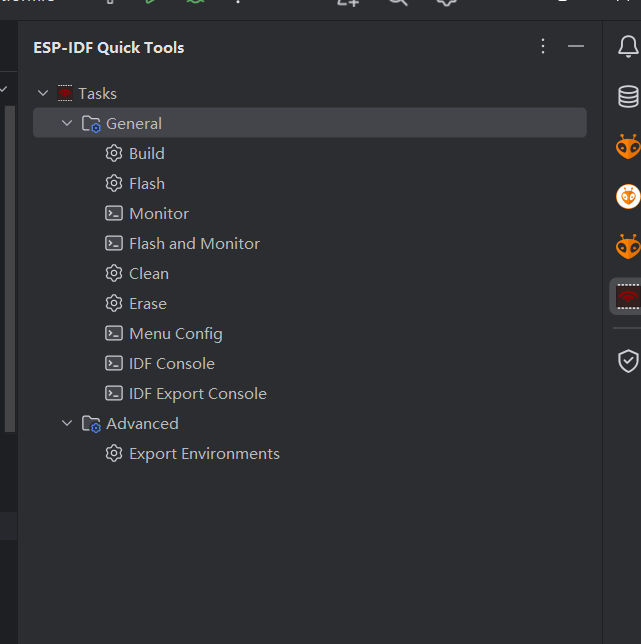 ESP-IDF Quick Tools
Tasks
General
Build
Flash
Monitor
Flash and Monitor
Clean
Erase
Menu Config
IDF Console
IDF Export Console
Advanced
Export Environments